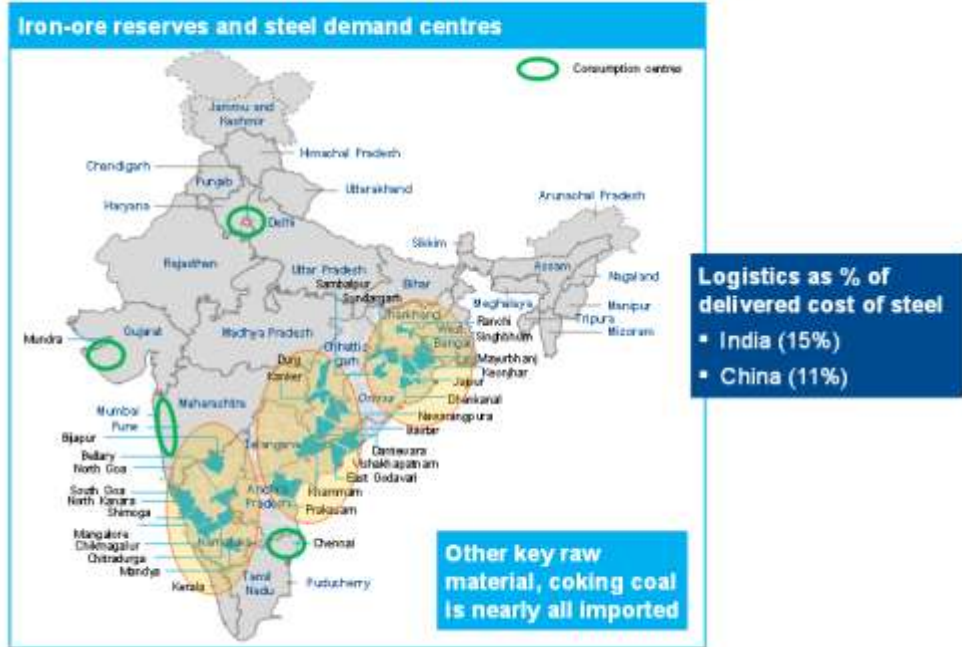 Iron-ore reserves and steel demand centres
Consumption centres
Jammu and
Kashmir
Himachal Pradesh
Chandigarh
Punjab
Uttarakhand
Haryana
Arunachal Pradesh
Delhi
Sikkim
Rajasthan
Uttar Pradesh
Assam
Nagaland
Sambalpur
Bihar
Sundargarh
Meghalaya
Manipur
Tripura
Mizoram
Jharkhand
Ranchi
Mundra
Gujarat
Madhya Pradesh
West
Bengal
Singhbhum
Chhattis
garh
Durg
Kanker
Mayurbhanj
Keonjhar
Jajpur
Orissa
Dhenkanal
Maharashtra
Mumbai
Pune
Nawarangpura
Bastar
Bijapur
Telangana
Dantewara
Bellary
Vishakhapatnam
North Goa
East Godavari
South Goa
Andhra
Pradesh
Khammam
North Kanara
Prakasam
Shimoga
Mangalore
Karnataka
Chennai
Chikmagalur
Chitradurga
Mandya
Kerala
Tamil
Nadu
Puducherry
Logistics as % of
delivered cost of steel
▪ India (15%)
▪ China (11%)
Other key raw
material, coking coal
is nearly all imported